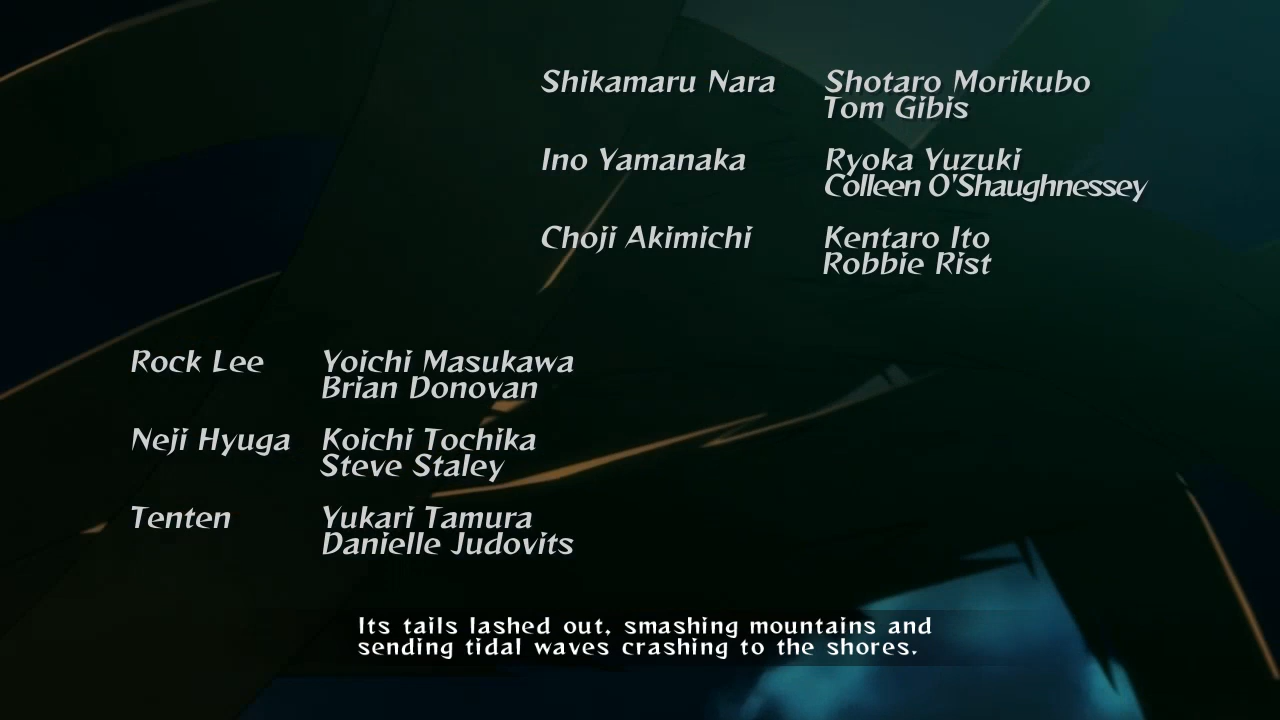 Shikamaru Nara Shotaro Morikubo
Tom Gibis
Ino Yamanaka Ryoka Yuzuki
Colleen O'Shaughnessey
Choji Akimichi Kentaro Ito
Robbie Rist
Rock Lee Yoichi Masukawa
Brian Donovan
Neji Hyuga Koichi Tochika
Steve Staley
Tenten Yukari Tamura
Danielle Judovits
Its tails lashed out, smashing mountains and
sending tidal waves crashing to the shores.